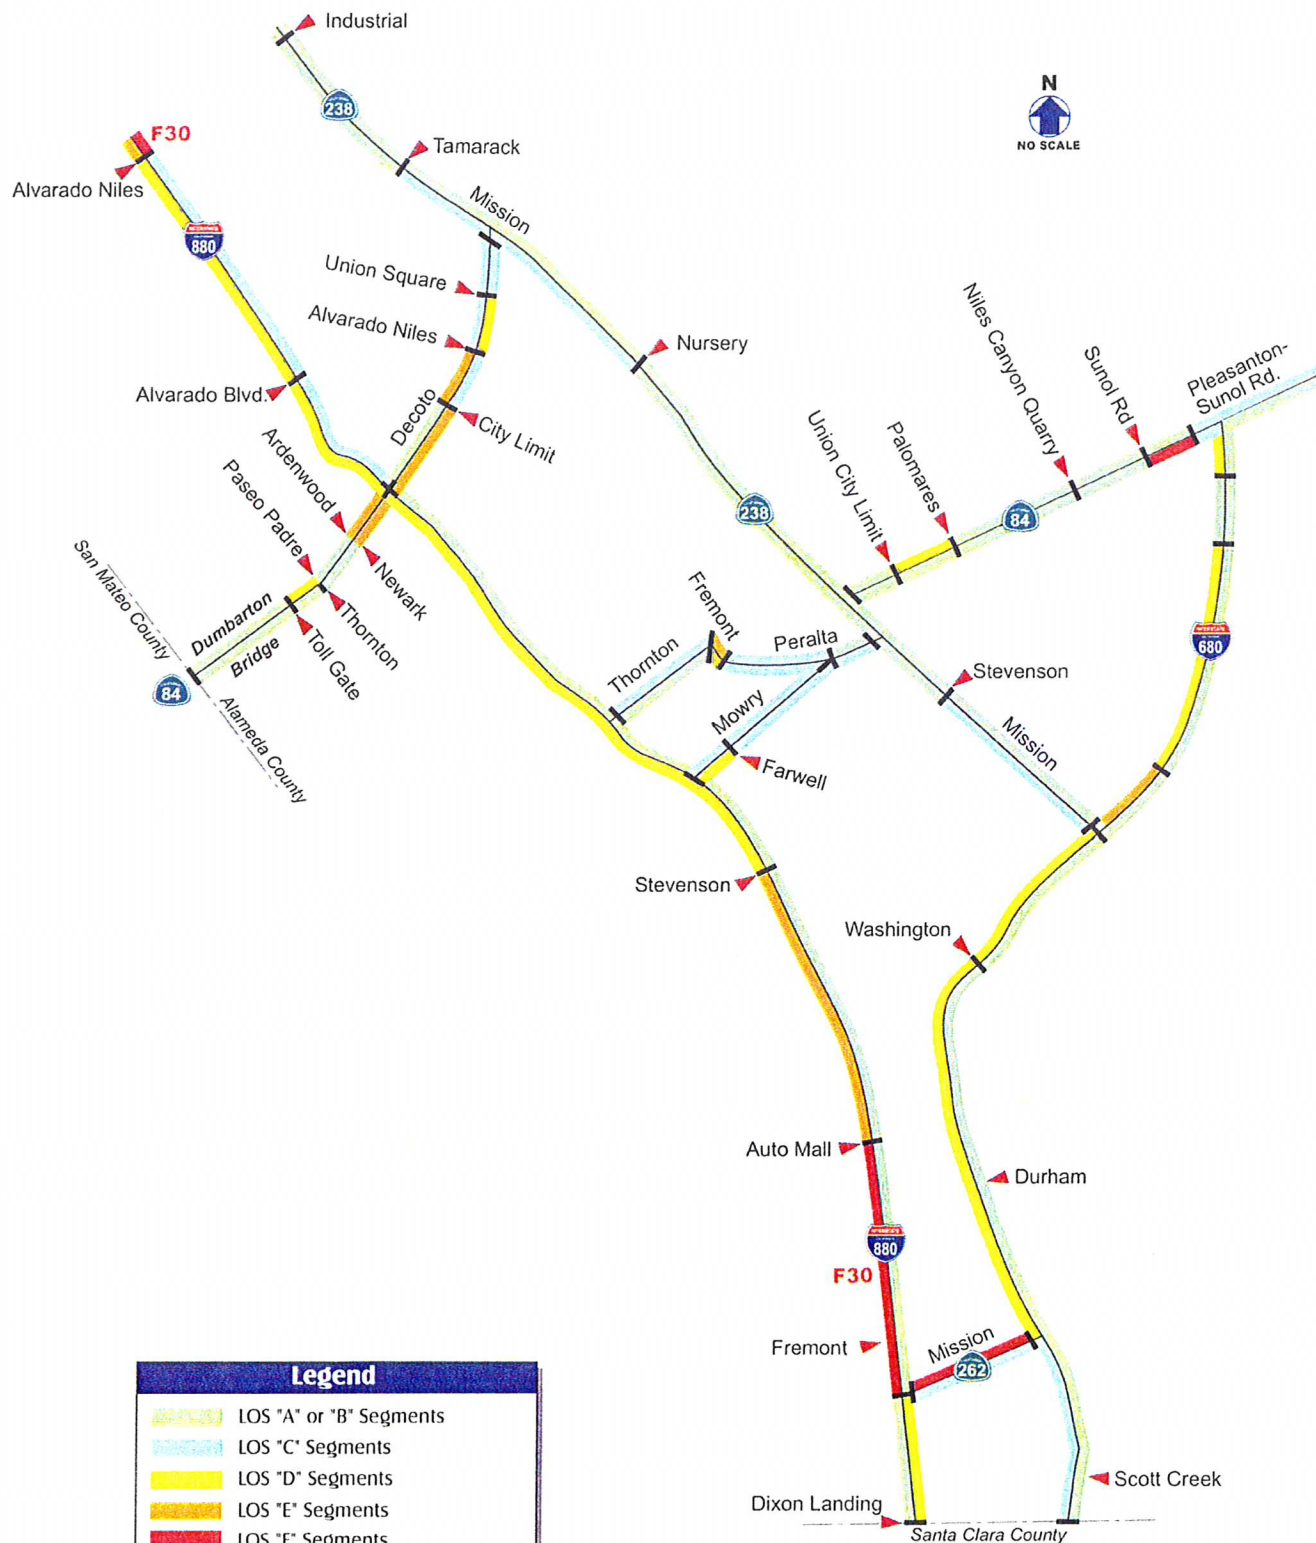 Industrial
238
N
NO SCALE
F30
Alvarado Niles
Tamarack
Mission
880
Union Square
Alvarado Niles
Nursery
Alvarado Blvd.
Decoto
City Limit
Ardenwood
Paseo Padre
Newark
Thornton
Toll Gate
Dumbarton
Bridge
San Mateo County
Alameda County
84
238
Union City Limit
Palomares
84
Niles Canyon Quarry
Sunol Rd
Pleasanton-
Sunol Rd.
680
Thornton
Fremont
Peralta
Mowry
Farwell
Stevenson
Mission
Stevenson
Washington
Auto Mall
Durham
880
F30
Fremont
Mission
262
Scott Creek
Dixon Landing
Santa Clara County
Legend
LOS "A" or "B" Segments
LOS "C" Segments
LOS "D" Segments
LOS "E" Segments
LOS "F" Segments